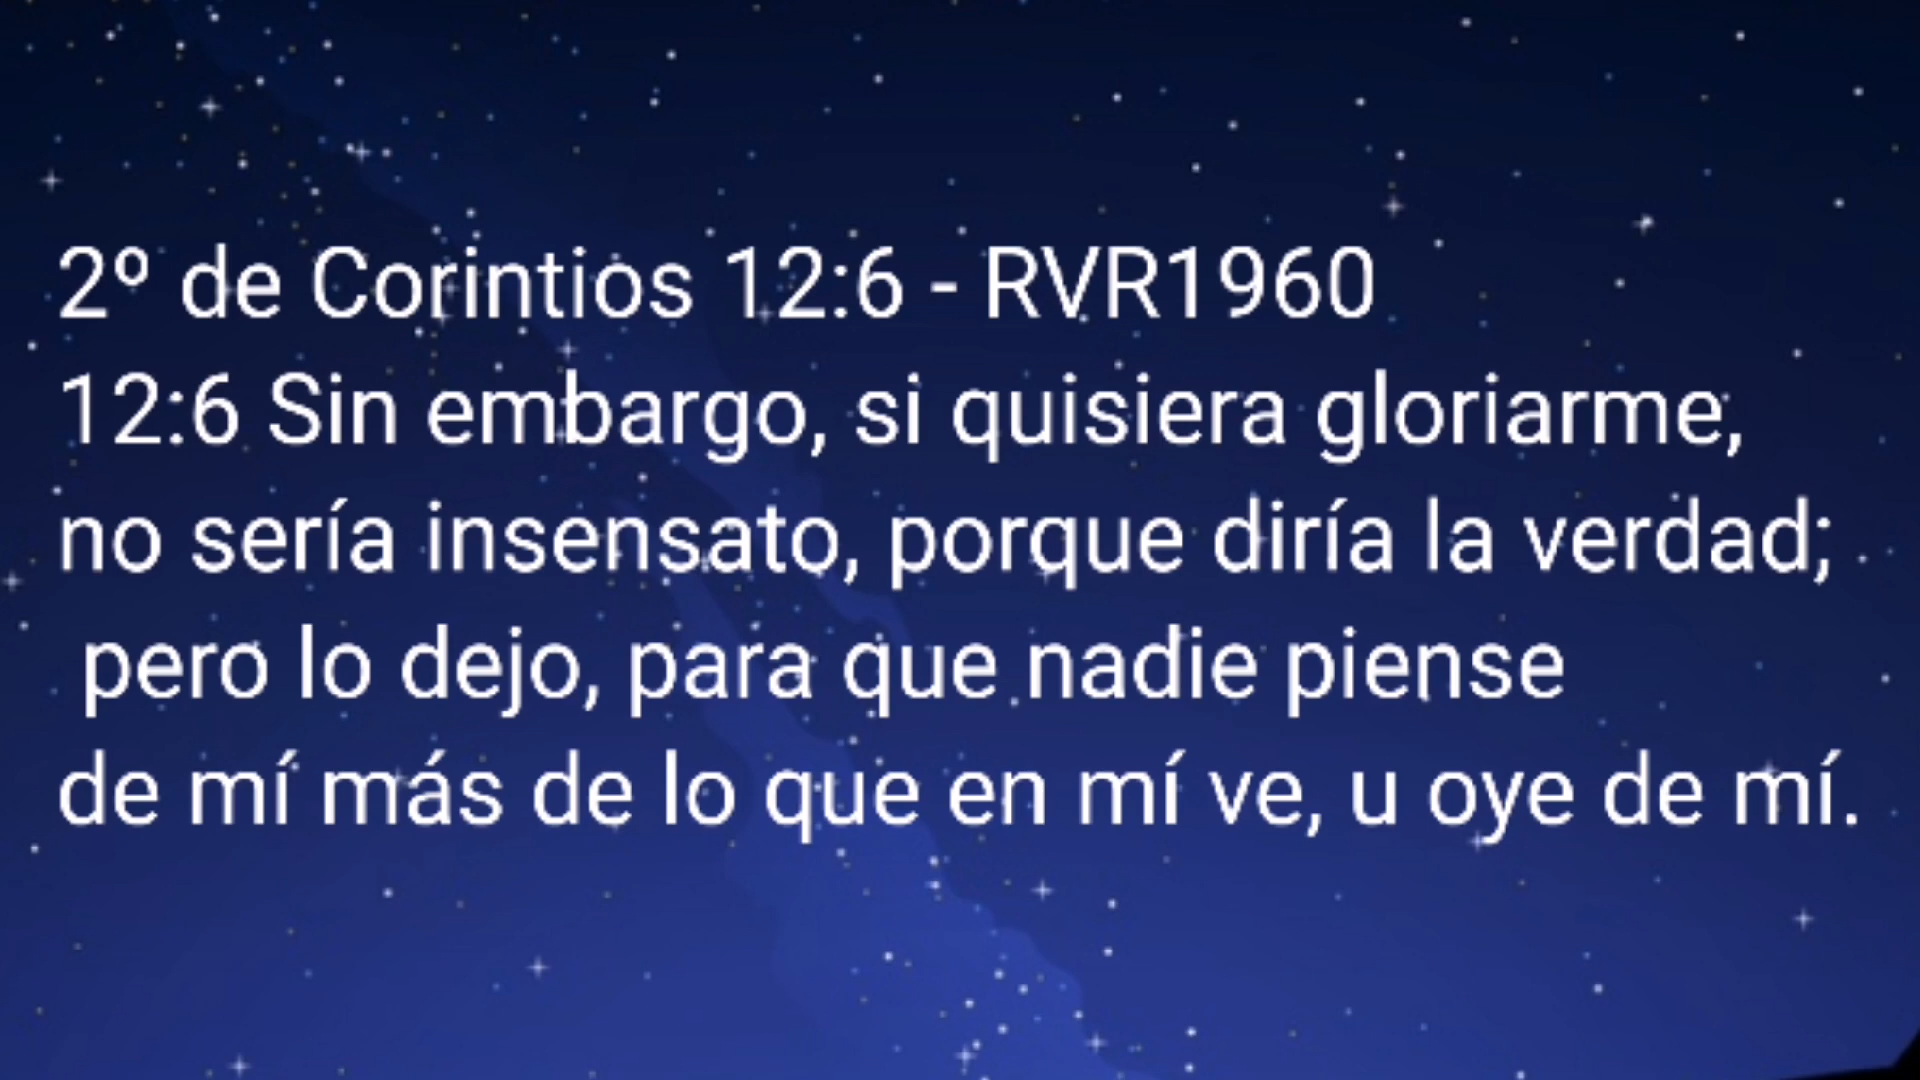 2º de Corintios 12:6 - RVR1960
12:6 Sin embargo, si quisiera gloriarme,
no sería insensato, porque diría la verdad;
pero lo dejo, para que nadie piense
de mí más de lo que en mí ve, u oye de mí.